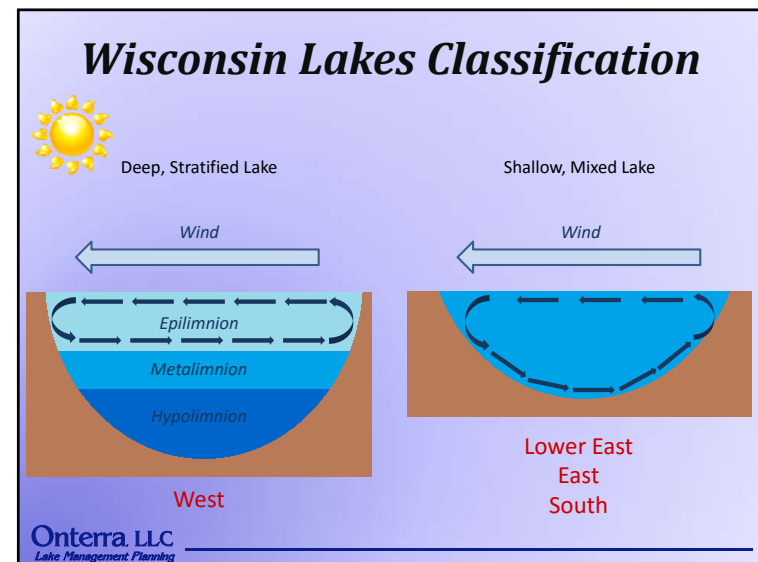 Wisconsin Lakes Classification
Deep, Stratified Lake
Wind
Epilimnion
Metalimnion
Hypolimnion
West
Shallow, Mixed Lake
Wind
Lower East
East
South
Onterra, LLC
Lake Management Planning